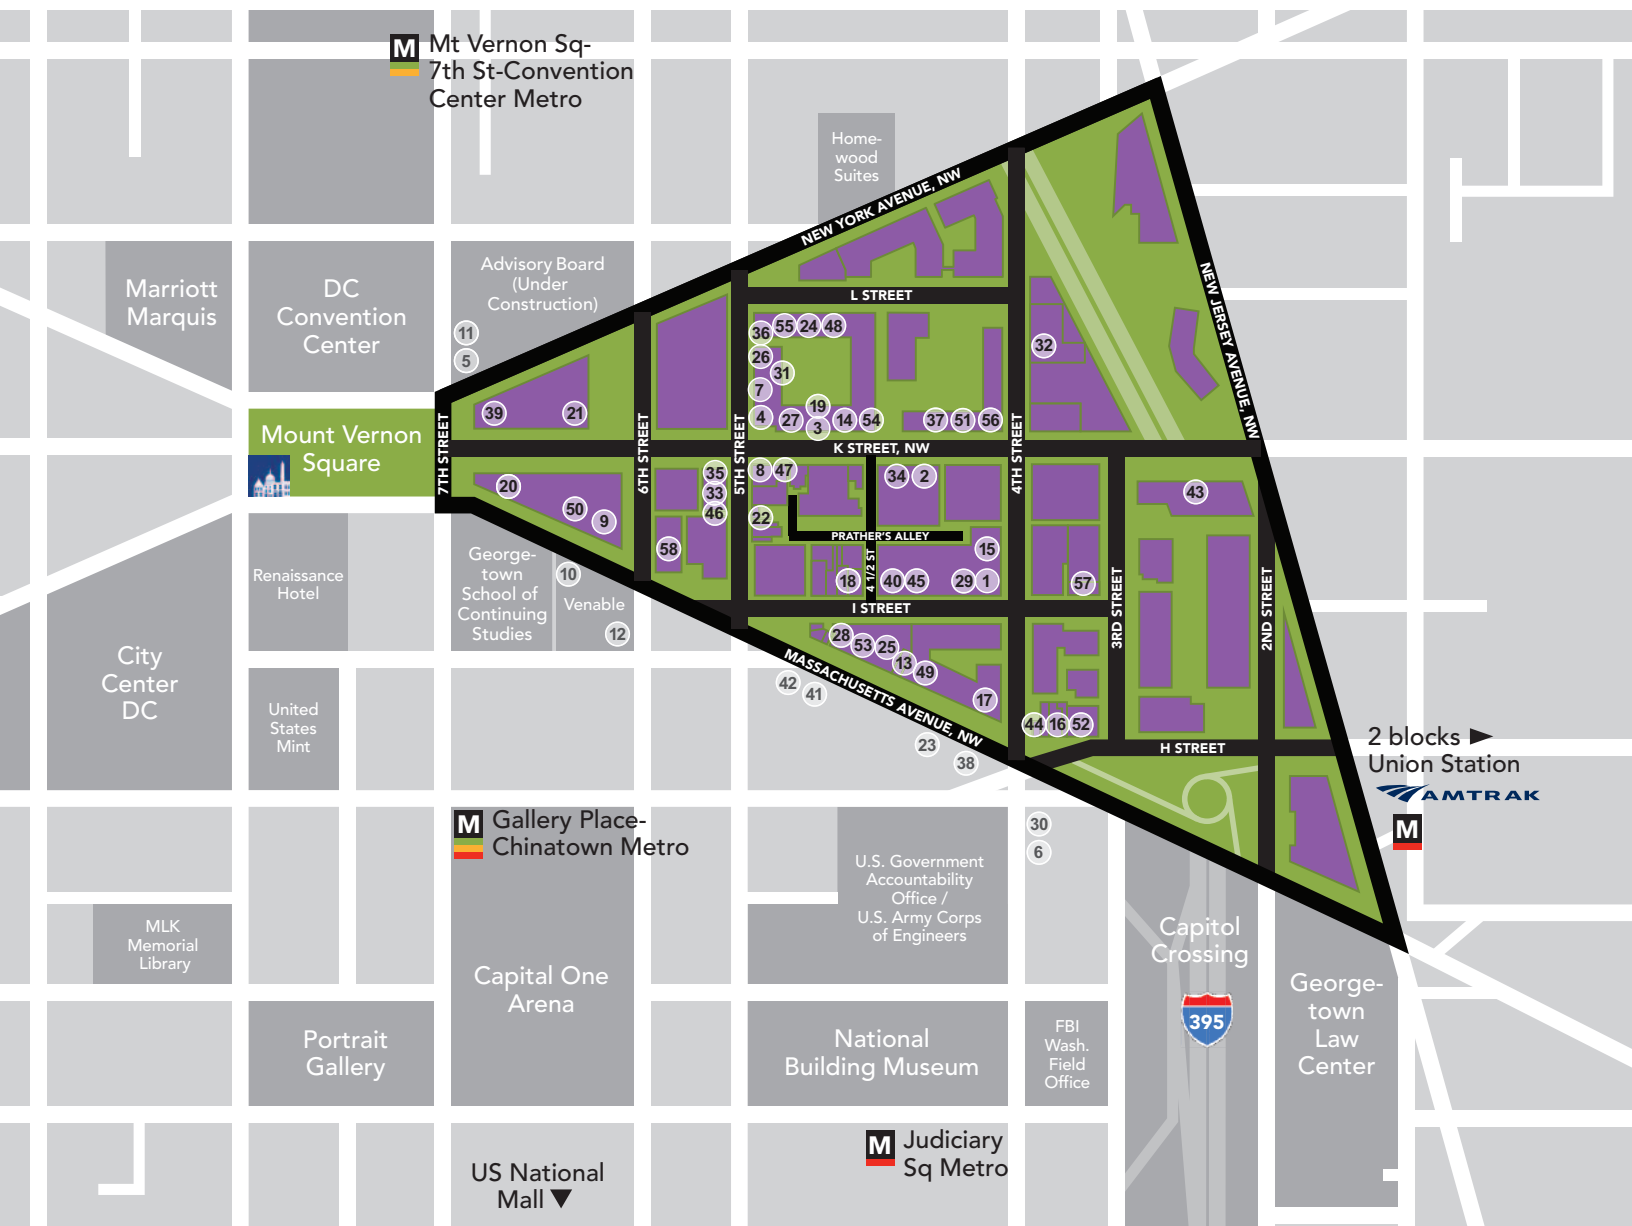 M
Mt Vernon Sq-
7th St-Convention
Center Metro
Home-
wood
Suites
NEW YORK AVENUE, NW
Marriott
Marquis
DC
Convention
Center
Advisory Board
(Under
Construction)
11
5
L STREET
NEW JERSEY AVENUE, NW
36
55
24
48
26
31
7
4
27
19
3
14
54
37
51
56
32
39
21
Mount Vernon
Square
7TH STREET
6TH STREET
5TH STREET
4TH STREET
K STREET, NW
20
50
9
35
33
46
58
8
47
22
34
2
43
PRATHER'S ALLEY
4 1/2 ST
15
18
40
45
29
1
57
I STREET
3RD STREET
2ND STREET
Renaissance
Hotel
George-
town
School of
Continuing
Studies
10
Venable
12
28
53
25
13
49
17
44
16
52
MASSACHUSETTS AVENUE, NW
42
41
23
38
H STREET
City
Center
DC
United
States
Mint
2 blocks
Union Station
AMTRAK
M
M
Gallery Place-
Chinatown Metro
30
6
U.S. Government
Accountability
Office /
U.S. Army Corps
of Engineers
MLK
Memorial
Library
Capital One
Arena
Capitol
Crossing
395
George-
town
Law
Center
Portrait
Gallery
National
Building Museum
FBI
Wash.
Field
Office
M
Judiciary
Sq Metro
US National
Mall